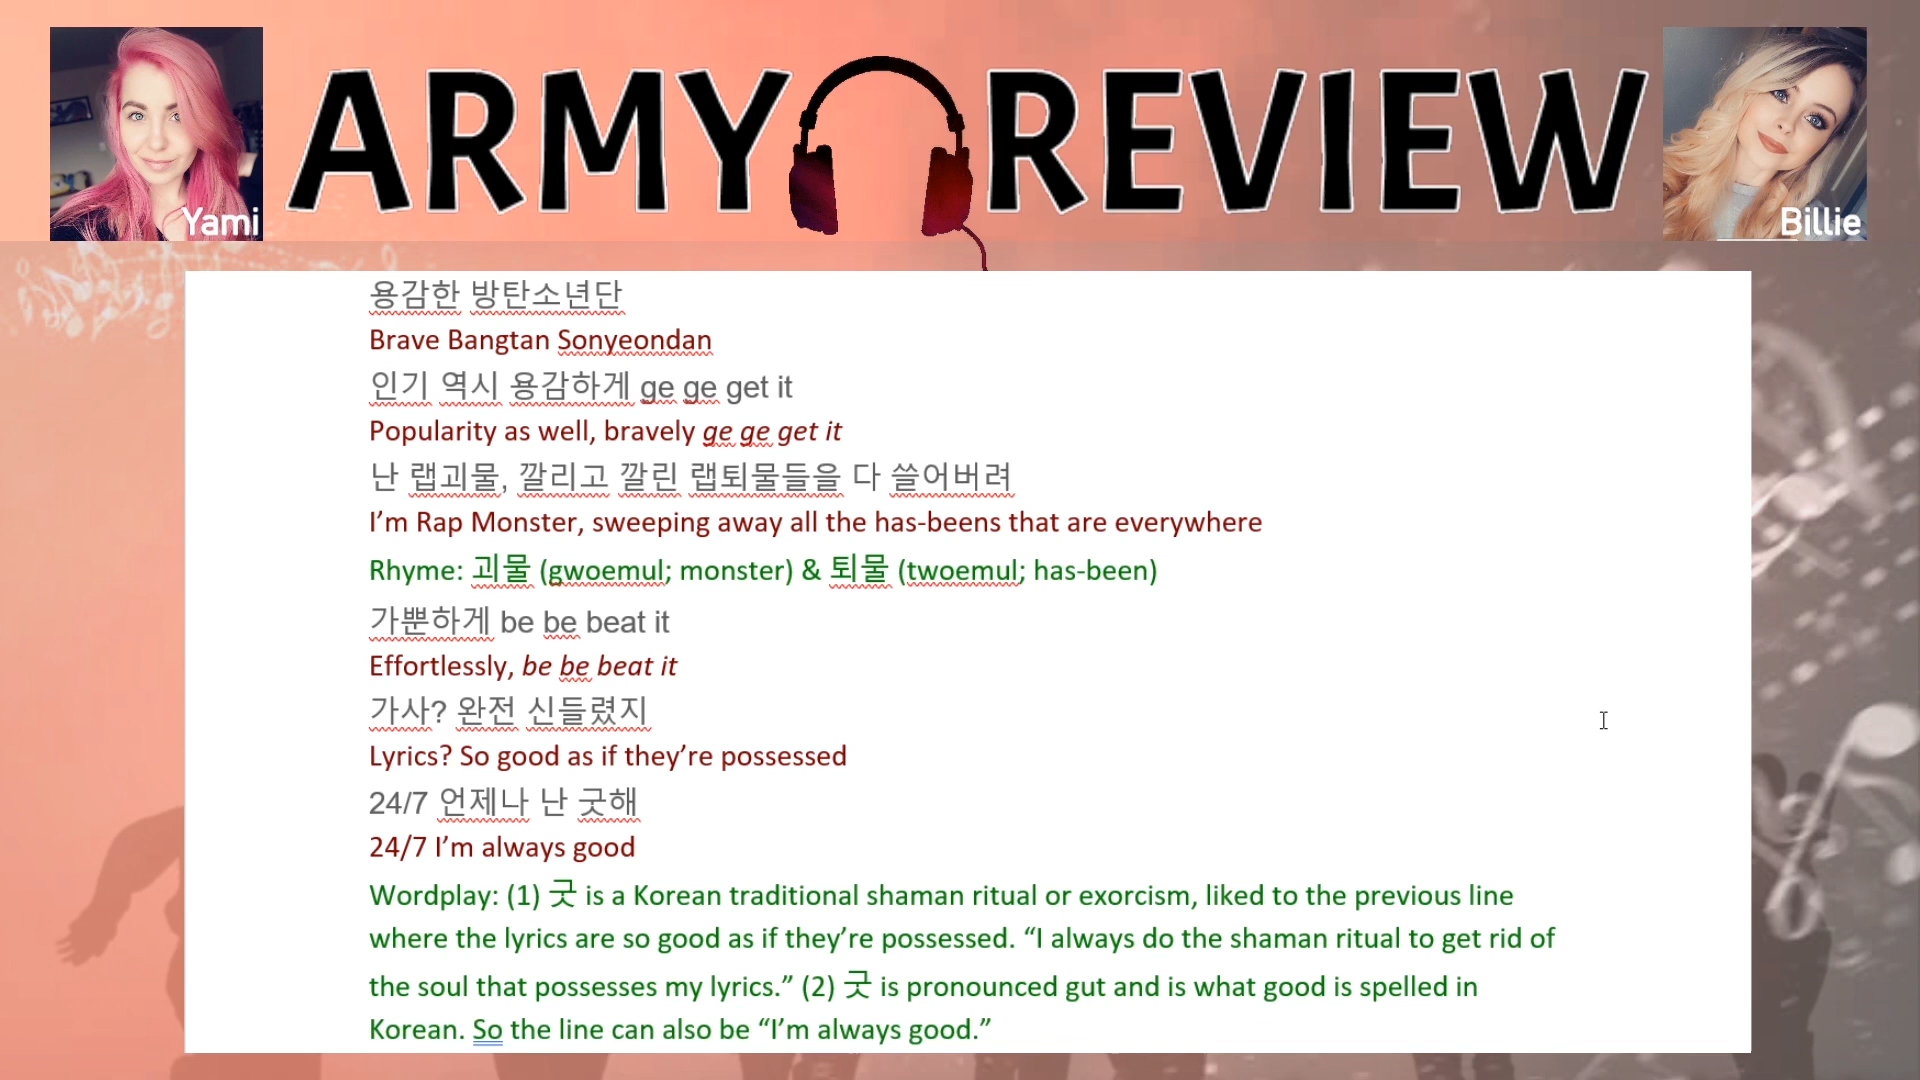 ARMY REVIEW
Yami
Billie
용감한 방탄소년단
Brave Bangtan Sonyeondan
인기 역시 용감하게 ge ge get it
Popularity as well, bravely ge ge get it
난 랩괴물, 깔리고 깔린 랩퇴물들을 다 쓸어버려
I’m Rap Monster, sweeping away all the has-beens that are everywhere
Rhyme: 괴물 (gwoemul; monster) & 퇴물 (twoemul; has-been)
가뿐하게 be be beat it
Effortlessly, be be beat it
가사? 완전 신들렸지
Lyrics? So good as if they’re possessed
24/7 언제나 난 굿해
24/7 I’m always good
Wordplay: (1) 굿 is a Korean traditional shaman ritual or exorcism, liked to the previous line
where the lyrics are so good as if they’re possessed. “I always do the shaman ritual to get rid of
the soul that possesses my lyrics.” (2) 굿 is pronounced gut and is what good is spelled in
Korean. So the line can also be “I’m always good.”